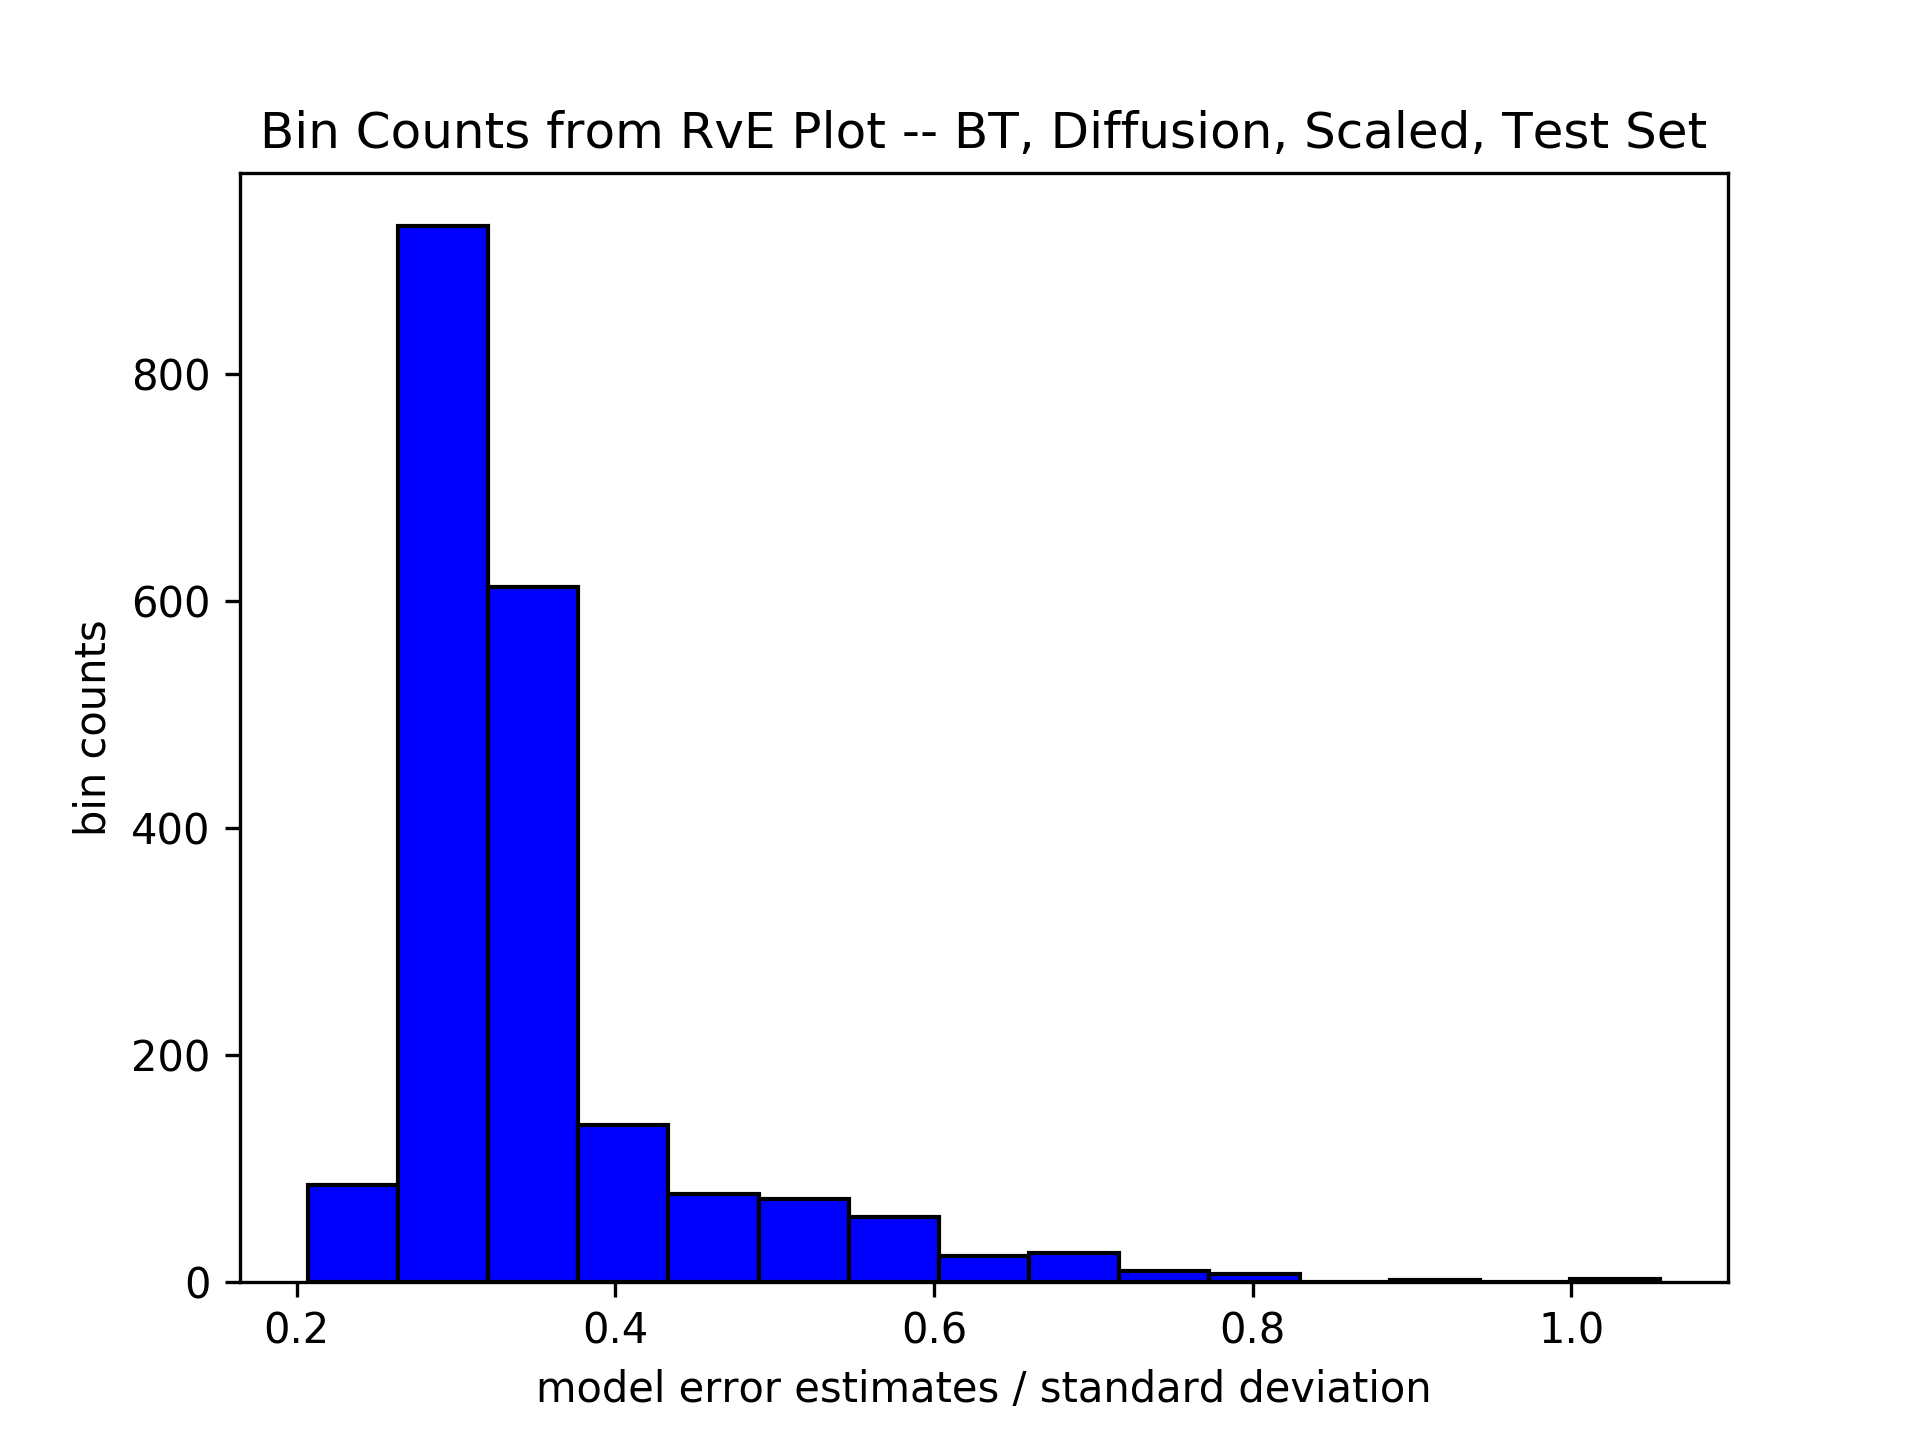 Bin Counts from RvE Plot -- BT, Diffusion, Scaled, Test Set
bin counts
800
600
400
200
0
0.2 0.4 0.6 0.8 1.0
model error estimates / standard deviation